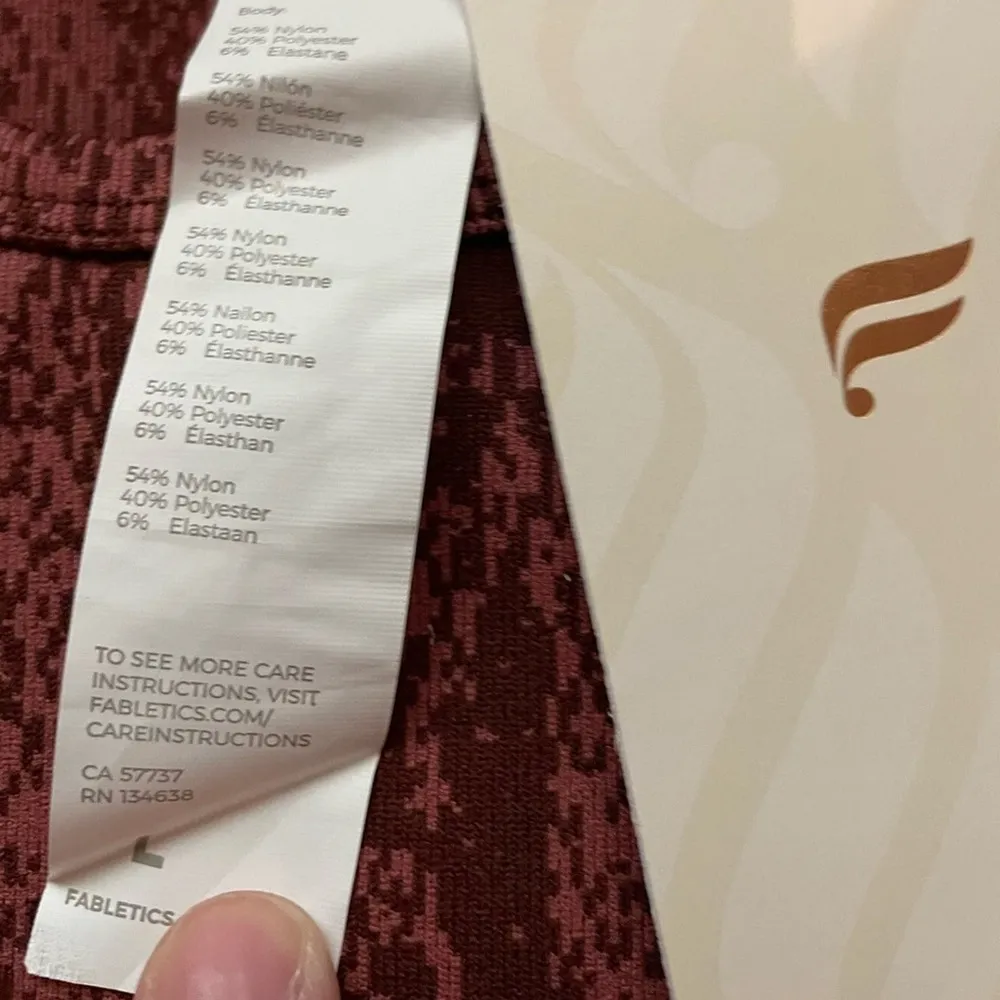 Body
54% Nylon
40% Polyester
6% Elastane
54% Nilón
40% Poliéster
6% Élasthanne
54% Nylon
40% Polyester
6% Élasthanne
54% Nylon
40% Polyester
6% Élasthanne
54% Nailon
40% Poliester
6% Élasthanne
54% Nylon
40% Polyester
6% Élasthan
54% Nylon
40% Polyester
6% Elastaan
TO SEE MORE CARE
INSTRUCTIONS, VISIT
FABLETICS.COM/
CAREINSTRUCTIONS
CA 57737
RN 134638
L
FABLETICS